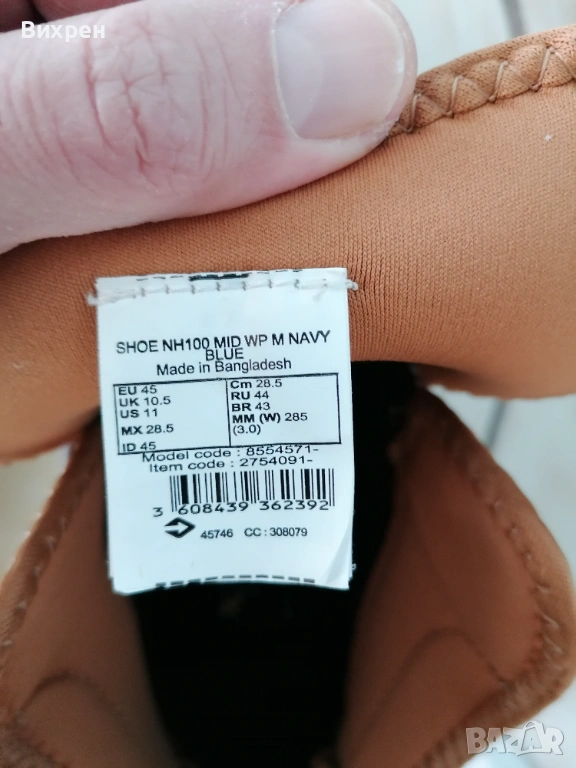 Вихрен
SHOE NH100 MID WP M NAVY
BLUE
Made in Bangladesh
EU 45
UK 10.5
US 11
MX 28.5
ID 45
Cm 28.5
RU 44
BR 43
MM (W) 285
(3.0)
Model code : 8554571-
Item code : 2754091-
3 608439 362392
45746 CC : 308079
BAZAR